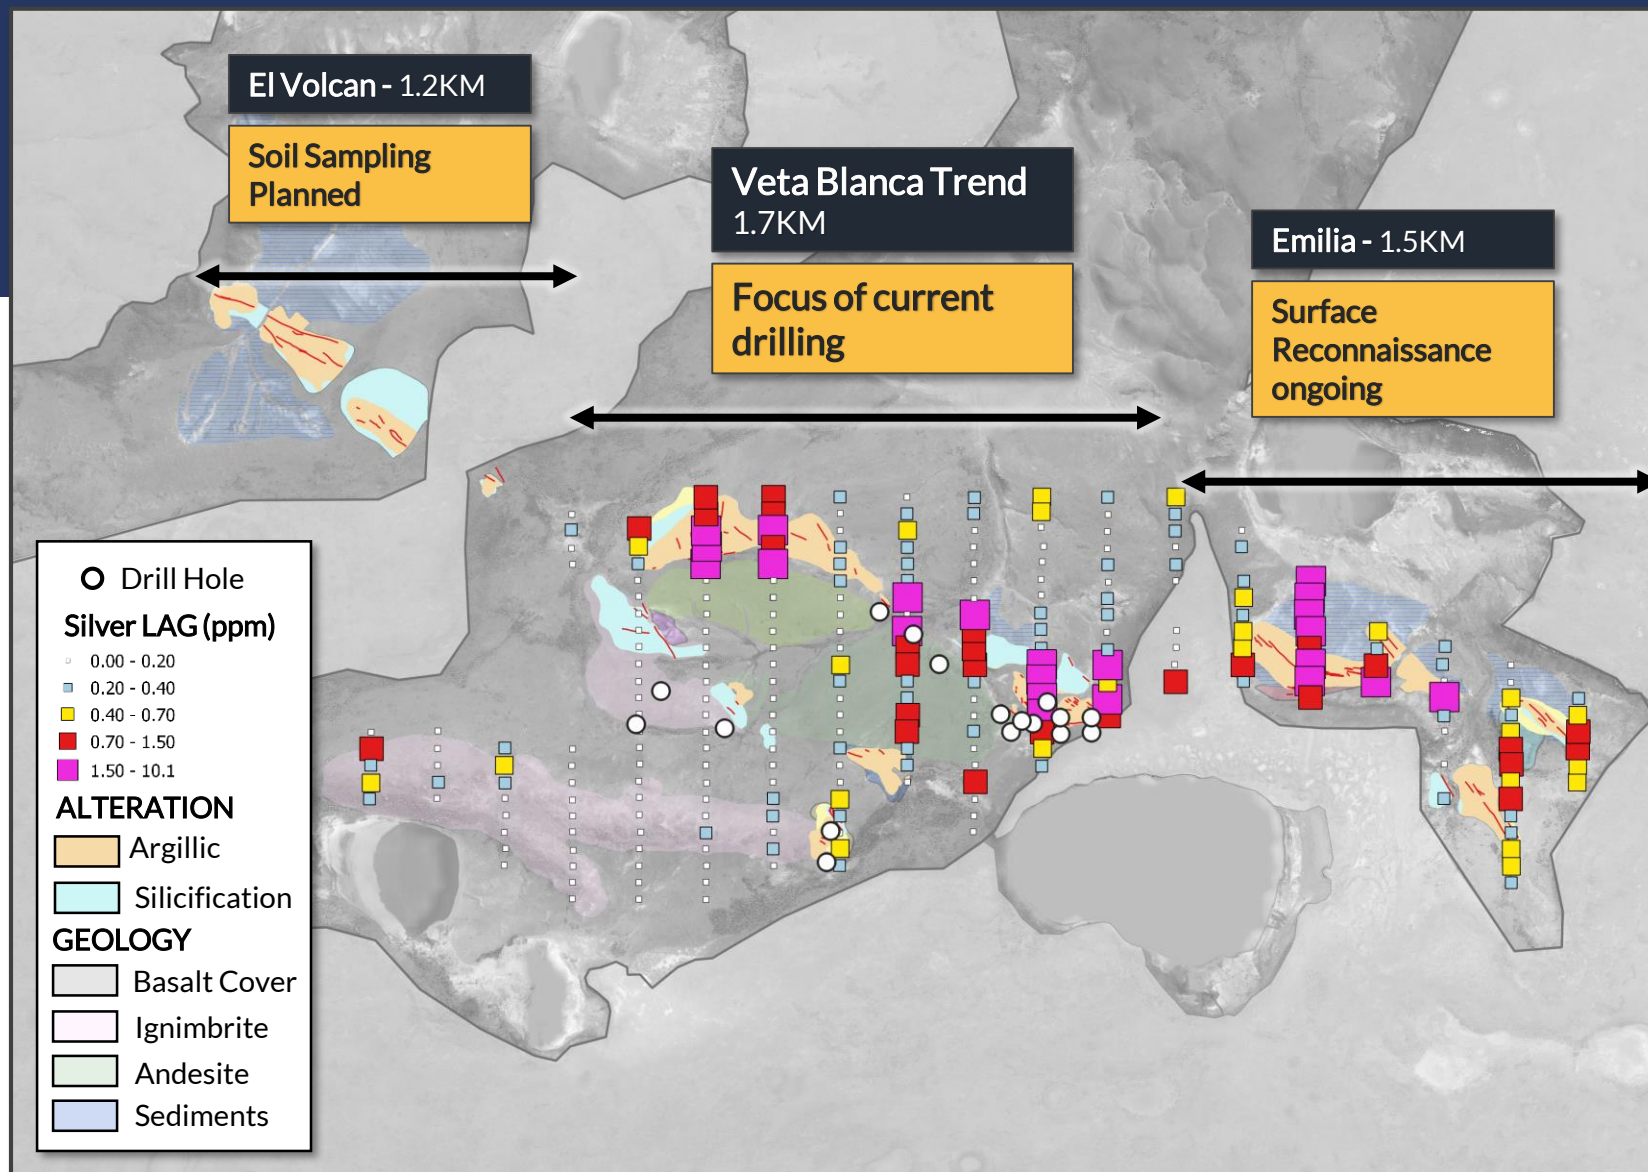 El Volcan - 1.2KM
Soil Sampling
Planned
Veta Blanca Trend
1.7KM
Focus of current
drilling
Emilia - 1.5KM
Surface
Reconnaissance
ongoing
Drill Hole
Silver LAG (ppm)
0.00 - 0.20
0.20 - 0.40
0.40 - 0.70
0.70 - 1.50
1.50 - 10.1
ALTERATION
Argillic
Silicification
GEOLOGY
Basalt Cover
Ignimbrite
Andesite
Sediments